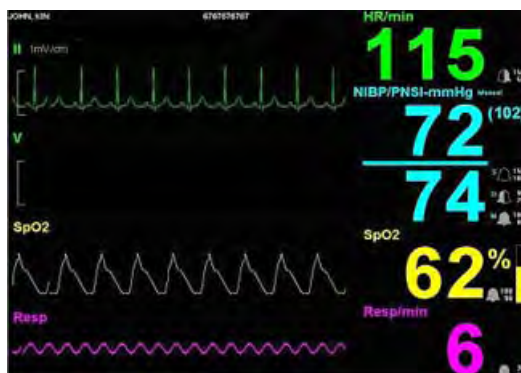 JOHN, KIN 6767676767
II 1mV/cm
V
SpO2
Resp
HR/min
115
NIBP/PNSI-mmHg Manual
72 (102
74
SpO2
62%
Resp/min
6